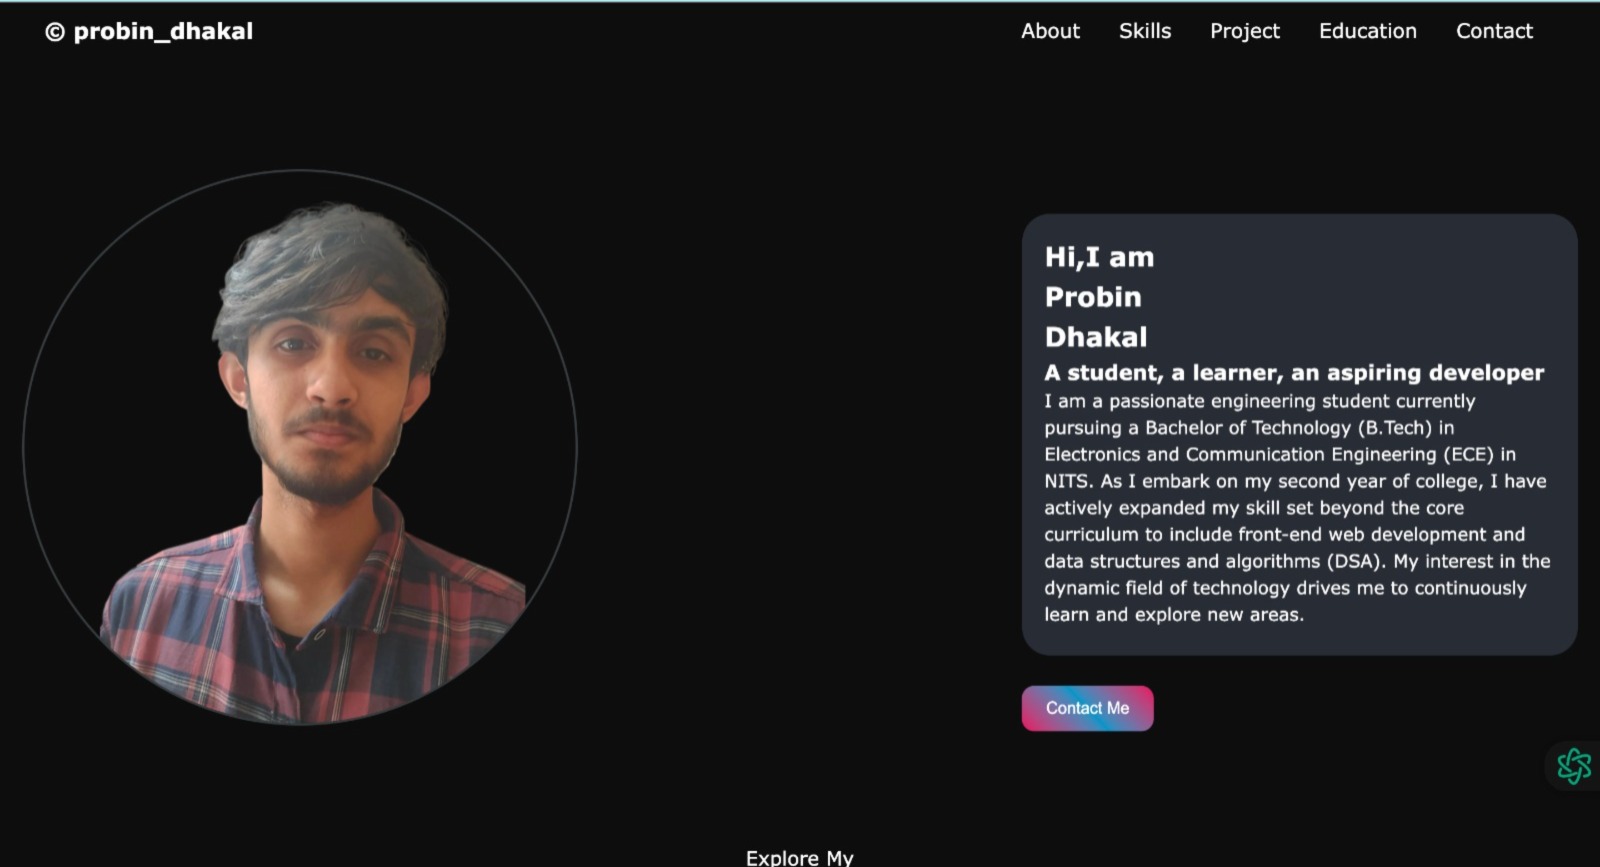 © probin_dhakal
About Skills Project Education Contact
Hi,I am
Probin
Dhakal
A student, a learner, an aspiring developer
I am a passionate engineering student currently
pursuing a Bachelor of Technology (B.Tech) in
Electronics and Communication Engineering (ECE) in
NITS. As I embark on my second year of college, I have
actively expanded my skill set beyond the core
curriculum to include front-end web development and
data structures and algorithms (DSA). My interest in the
dynamic field of technology drives me to continuously
learn and explore new areas.
Contact Me
Explore My